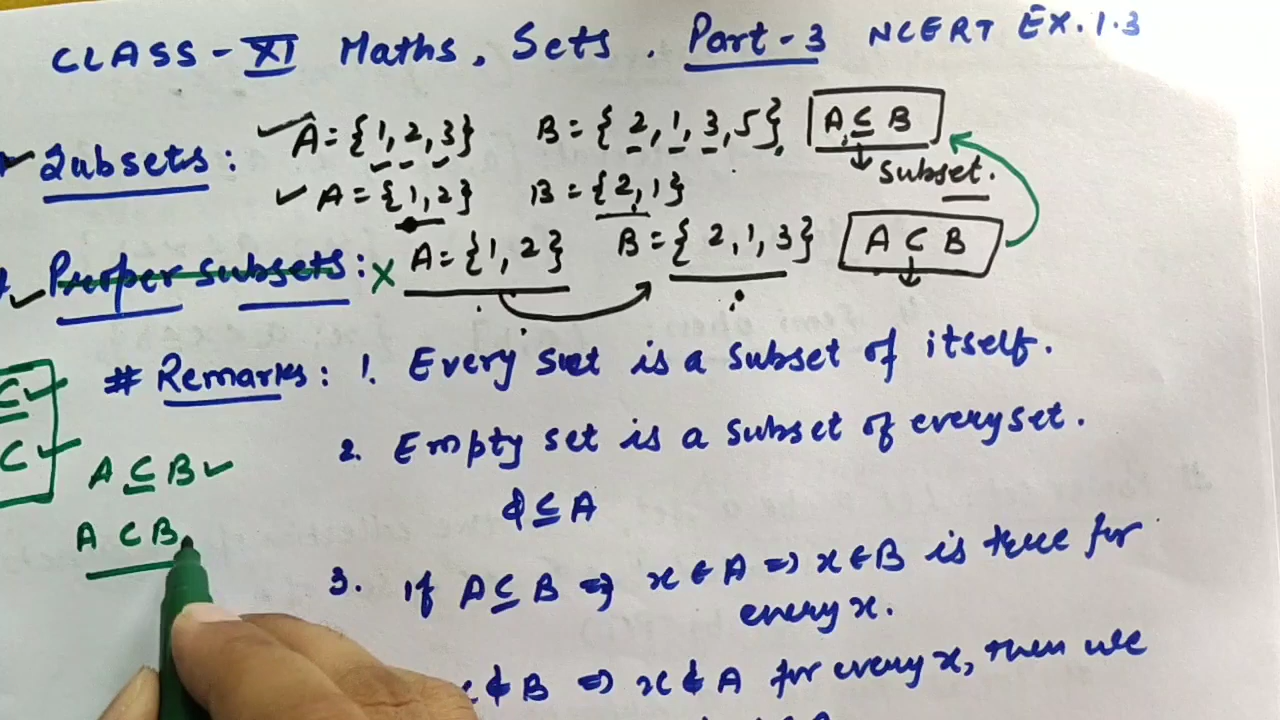 CLASS-XI Maths, Sets. Part-3 NCERT EX.1.3
Subsets: A={1,2,3} B={2,1,3,5} A⊆B
Subset.
A={1,2} B={2,1}
Proper subsets: x A={1,2} B={2,1,3} A⊂B
# Remarks: 1. Every set is a subset of itself.
2. Empty set is a subset of every set.
ϕ⊆A
3. if A⊆B ⇒ x∈A ⇒ x∈B is true for
every x.
x∉B ⇒ x∉A for every x, then we
⊆
⊂
A⊆B
A⊂B